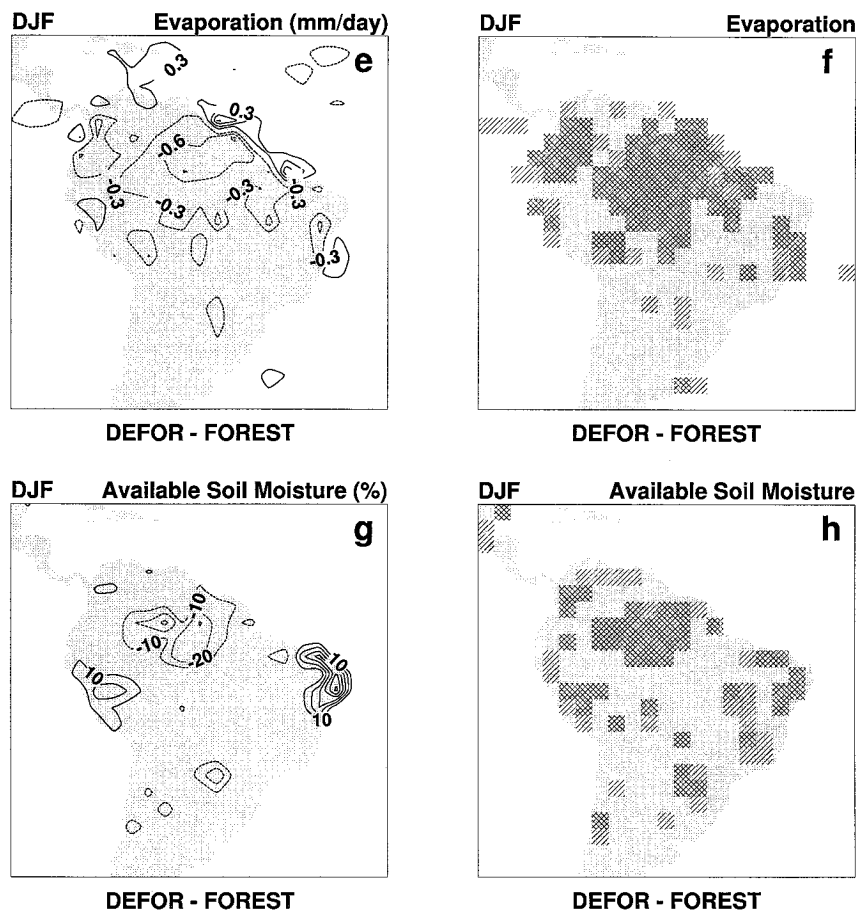 DJF Evaporation (mm/day)
e
0.3
0.3
-0.6
-0.3
-0.3
-0.3
-0.3
-0.3
DEFOR - FOREST
DJF Evaporation
f
DEFOR - FOREST
DJF Available Soil Moisture (%)
g
-10
-10
-20
10
10
10
DEFOR - FOREST
DJF Available Soil Moisture
h
DEFOR - FOREST